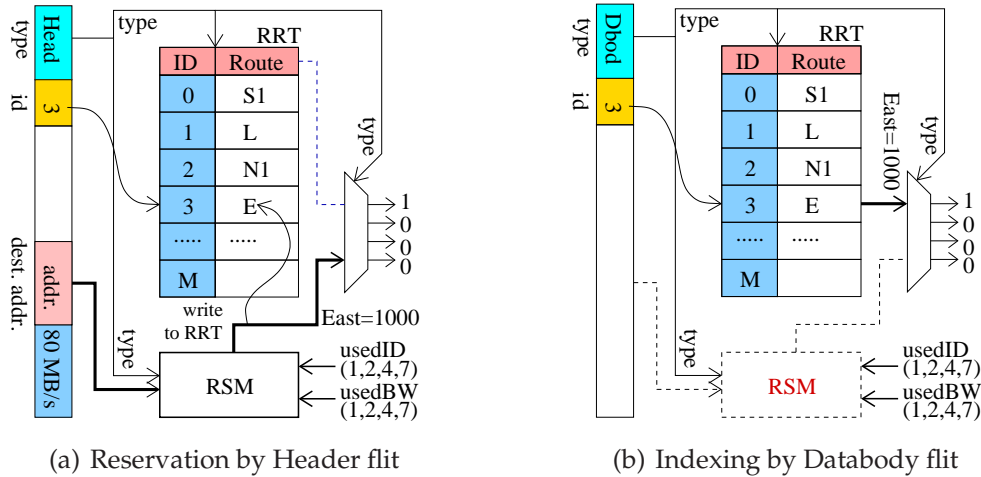 Head
type
3
id
addr.
dest. addr.
80 MB/s
type
RRT
ID Route
0 S1
1 L
2 N1
3 E
..... .....
M
type
1
0
0
0
write
to RRT
East=1000
type
RSM
usedID
(1,2,4,7)
usedBW
(1,2,4,7)
(a) Reservation by Header flit
Dbod
type
3
id
type
RRT
ID Route
0 S1
1 L
2 N1
3 E
..... .....
M
East=1000
type
1
0
0
0
type
RSM
usedID
(1,2,4,7)
usedBW
(1,2,4,7)
(b) Indexing by Databody flit